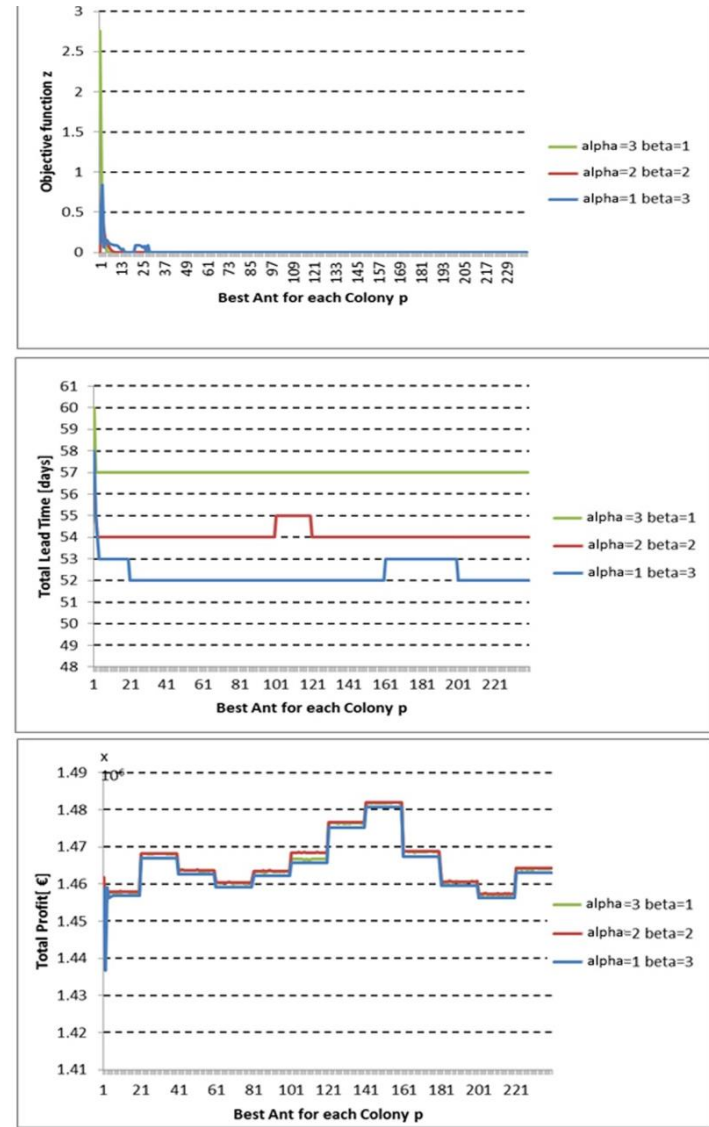 3
2.5
2
1.5
1
0.5
0
Objective function z
1 13 25 37 49 61 73 85 97 109 121 133 145 157 169 181 193 205 217 229
Best Ant for each Colony p
alpha=3 beta=1
alpha=2 beta=2
alpha=1 beta=3
61
60
59
58
57
56
55
54
53
52
51
50
49
48
Total Lead Time [days]
1 21 41 61 81 101 121 141 161 181 201 221
Best Ant for each Colony p
alpha=3 beta=1
alpha=2 beta=2
alpha=1 beta=3
x
10⁶
1.49
1.48
1.47
1.46
1.45
1.44
1.43
1.42
1.41
Total Profit[ €]
1 21 41 61 81 101 121 141 161 181 201 221
Best Ant for each Colony p
alpha=3 beta=1
alpha=2 beta=2
alpha=1 beta=3